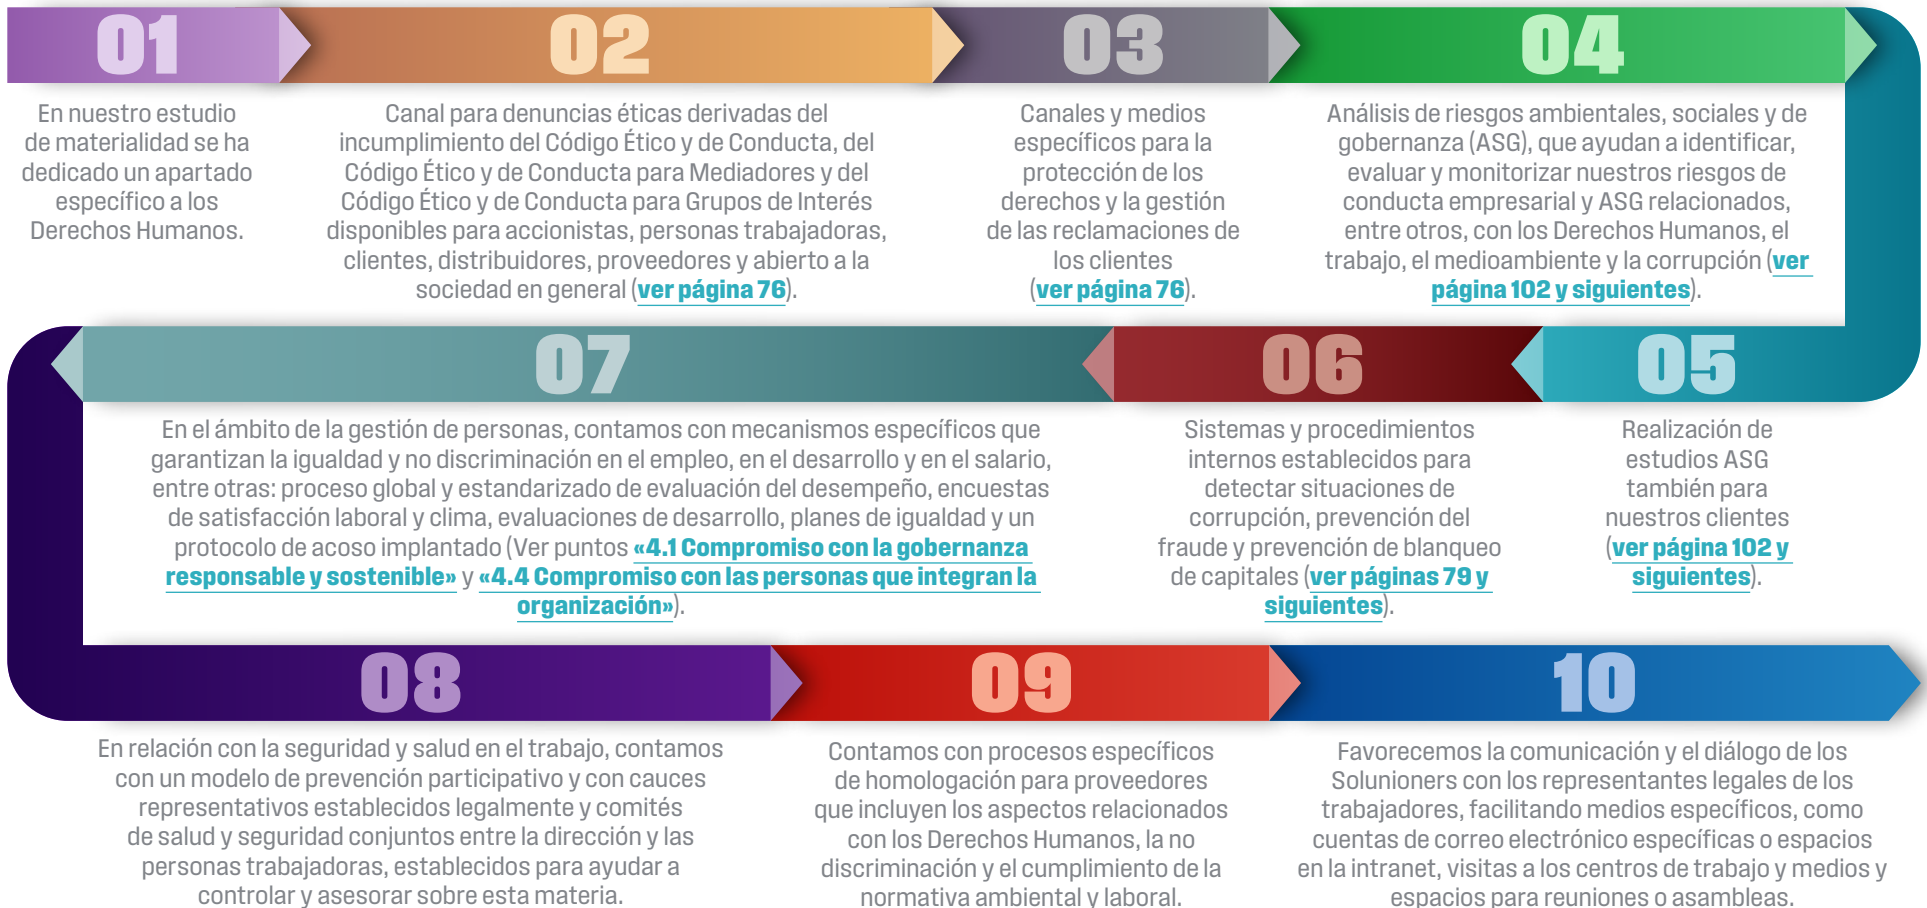 01
En nuestro estudio
de materialidad se ha
dedicado un apartado
específico a los
Derechos Humanos.
02
Canal para denuncias éticas derivadas del
incumplimiento del Código Ético y de Conducta, del
Código Ético y de Conducta para Mediadores y del
Código Ético y de Conducta para Grupos de Interés
disponibles para accionistas, personas trabajadoras,
clientes, distribuidores, proveedores y abierto a la
sociedad en general (ver página 76).
03
Canales y medios
específicos para la
protección de los
derechos y la gestión
de las reclamaciones de
los clientes
(ver página 76).
04
Análisis de riesgos ambientales, sociales y de
gobernanza (ASG), que ayudan a identificar,
evaluar y monitorizar nuestros riesgos de
conducta empresarial y ASG relacionados,
entre otros, con los Derechos Humanos, el
trabajo, el medioambiente y la corrupción (ver
página 102 y siguientes).
05
Realización de
estudios ASG
también para
nuestros clientes
(ver página 102 y
siguientes).
06
Sistemas y procedimientos
internos establecidos para
detectar situaciones de
corrupción, prevención del
fraude y prevención de blanqueo
de capitales (ver páginas 79 y
siguientes).
07
En el ámbito de la gestión de personas, contamos con mecanismos específicos que
garantizan la igualdad y no discriminación en el empleo, en el desarrollo y en el salario,
entre otras: proceso global y estandarizado de evaluación del desempeño, encuestas
de satisfacción laboral y clima, evaluaciones de desarrollo, planes de igualdad y un
protocolo de acoso implantado (Ver puntos «4.1 Compromiso con la gobernanza
responsable y sostenible» y «4.4 Compromiso con las personas que integran la
organización»).
08
En relación con la seguridad y salud en el trabajo, contamos
con un modelo de prevención participativo y con cauces
representativos establecidos legalmente y comités
de salud y seguridad conjuntos entre la dirección y las
personas trabajadoras, establecidos para ayudar a
controlar y asesorar sobre esta materia.
09
Contamos con procesos específicos
de homologación para proveedores
que incluyen los aspectos relacionados
con los Derechos Humanos, la no
discriminación y el cumplimiento de la
normativa ambiental y laboral.
10
Favorecemos la comunicación y el diálogo de los
Solunioners con los representantes legales de los
trabajadores, facilitando medios específicos, como
cuentas de correo electrónico específicas o espacios
en la intranet, visitas a los centros de trabajo y medios y
espacios para reuniones o asambleas.